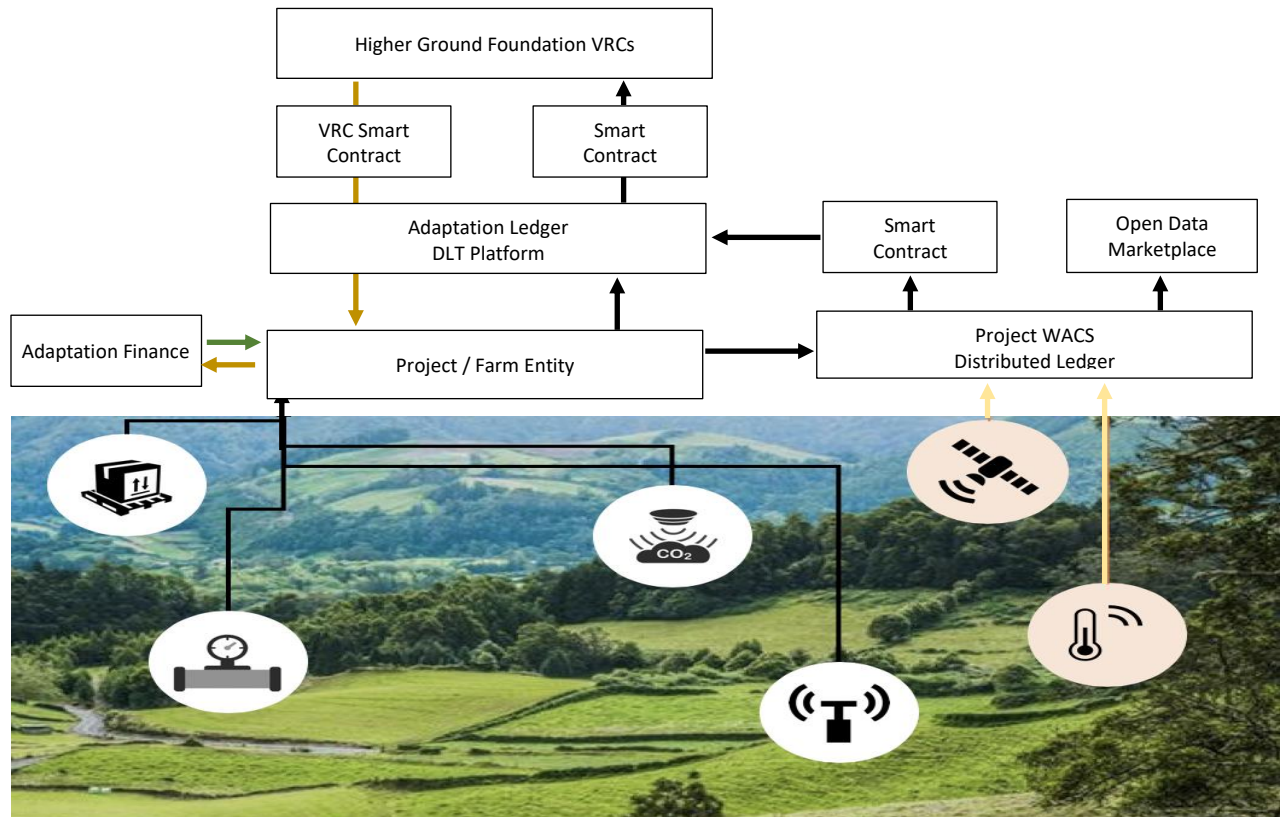 Higher Ground Foundation VRCs
VRC Smart
Contract
Smart
Contract
Adaptation Ledger
DLT Platform
Smart
Contract
Open Data
Marketplace
Adaptation Finance
Project / Farm Entity
Project WACS
Distributed Ledger
CO₂